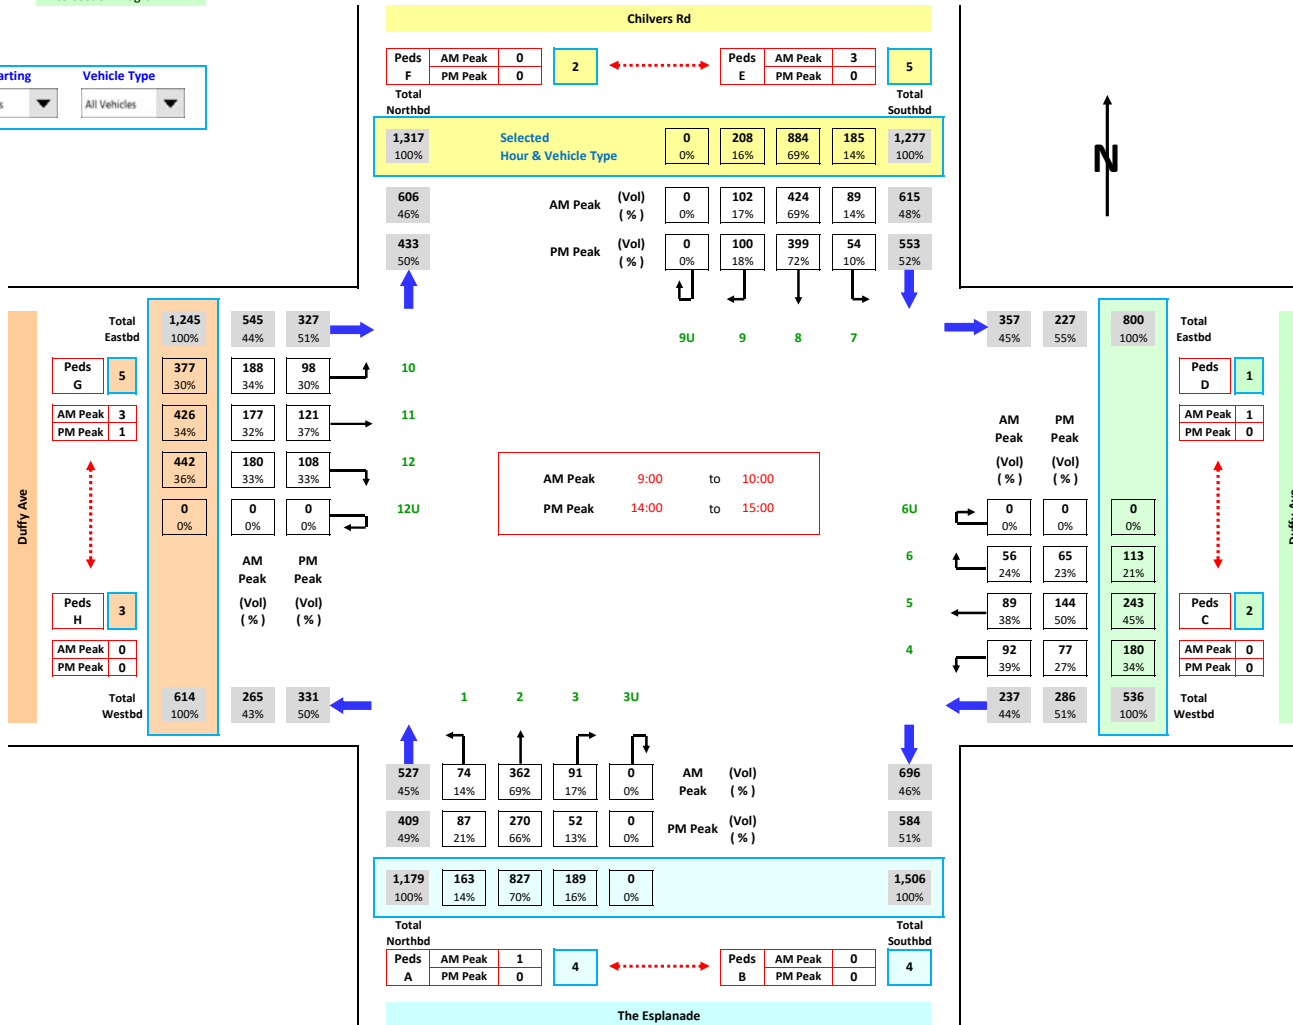 Chilvers Rd
Peds F AM Peak 0 2 Peds E AM Peak 3 5
PM Peak 0 PM Peak 0
arting Vehicle Type
s All Vehicles
Total Northbd Total Southbd
1,317 Selected 0 208 884 185 1,277
100% Hour & Vehicle Type 0% 16% 69% 14% 100%
606 AM Peak (Vol) 0 102 424 89 615
46% ( % ) 0% 17% 69% 14% 48%
433 PM Peak (Vol) 0 100 399 54 553
50% ( % ) 0% 18% 72% 10% 52%
N
9U 9 8 7
Total Eastbd 1,245 545 327
100% 44% 51%
Peds G 5 377 188 98 10
30% 34% 30%
AM Peak 3 426 177 121 11
PM Peak 1 34% 32% 37%
442 180 108 12
36% 33% 33%
0 0 0 12U
0% 0% 0%
Duffy Ave
AM Peak PM Peak
(Vol) (Vol)
( % ) ( % )
Peds H 3
AM Peak 0
PM Peak 0
Total Westbd 614 265 331
100% 43% 50%
AM Peak 9:00 to 10:00
PM Peak 14:00 to 15:00
357 227 800 Total Eastbd
45% 55% 100%
Peds D 1
AM Peak 1
PM Peak 0
AM Peak PM Peak
(Vol) (Vol)
( % ) ( % )
6U 0 0 0
0% 0% 0%
6 56 65 113
24% 23% 21%
5 89 144 243 Peds C 2
38% 50% 45%
4 92 77 180 AM Peak 0
39% 27% 34% PM Peak 0
237 286 536 Total Westbd
44% 51% 100%
Duffy Ave
1 2 3 3U
527 74 362 91 0 AM Peak (Vol) 696
45% 14% 69% 17% 0% ( % ) 46%
409 87 270 52 0 PM Peak (Vol) 584
49% 21% 66% 13% 0% ( % ) 51%
1,179 163 827 189 0 1,506
100% 14% 70% 16% 0% 100%
Total Northbd Total Southbd
Peds A AM Peak 1 4 Peds B AM Peak 0 4
PM Peak 0 PM Peak 0
The Esplanade